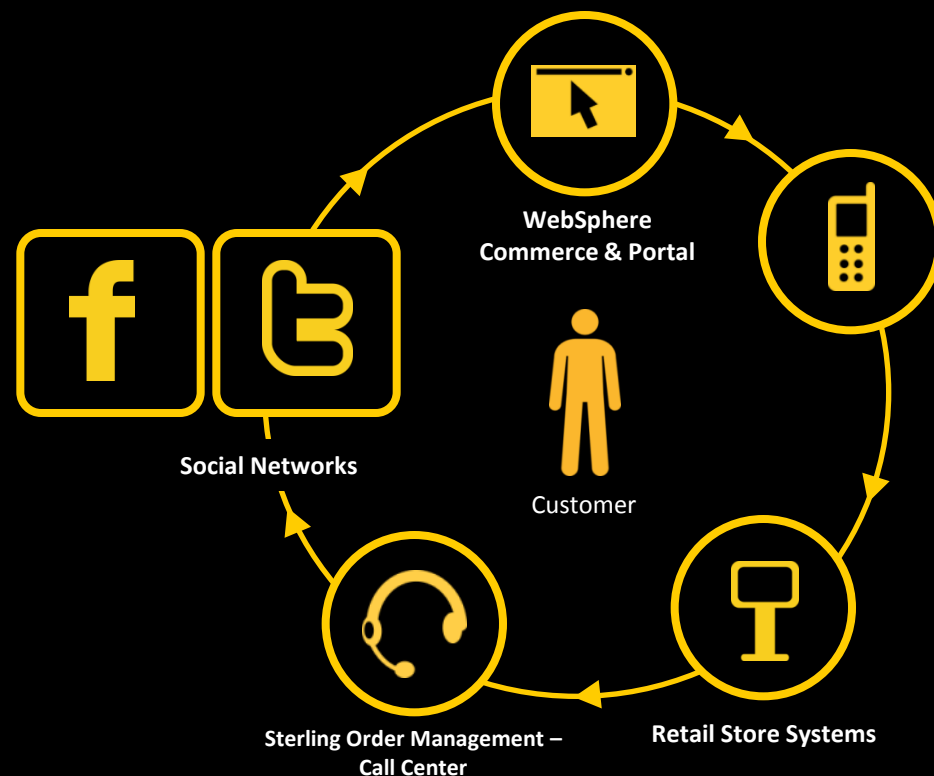 WebSphere
Commerce & Portal
Social Networks
Customer
Sterling Order Management –
Call Center
Retail Store Systems